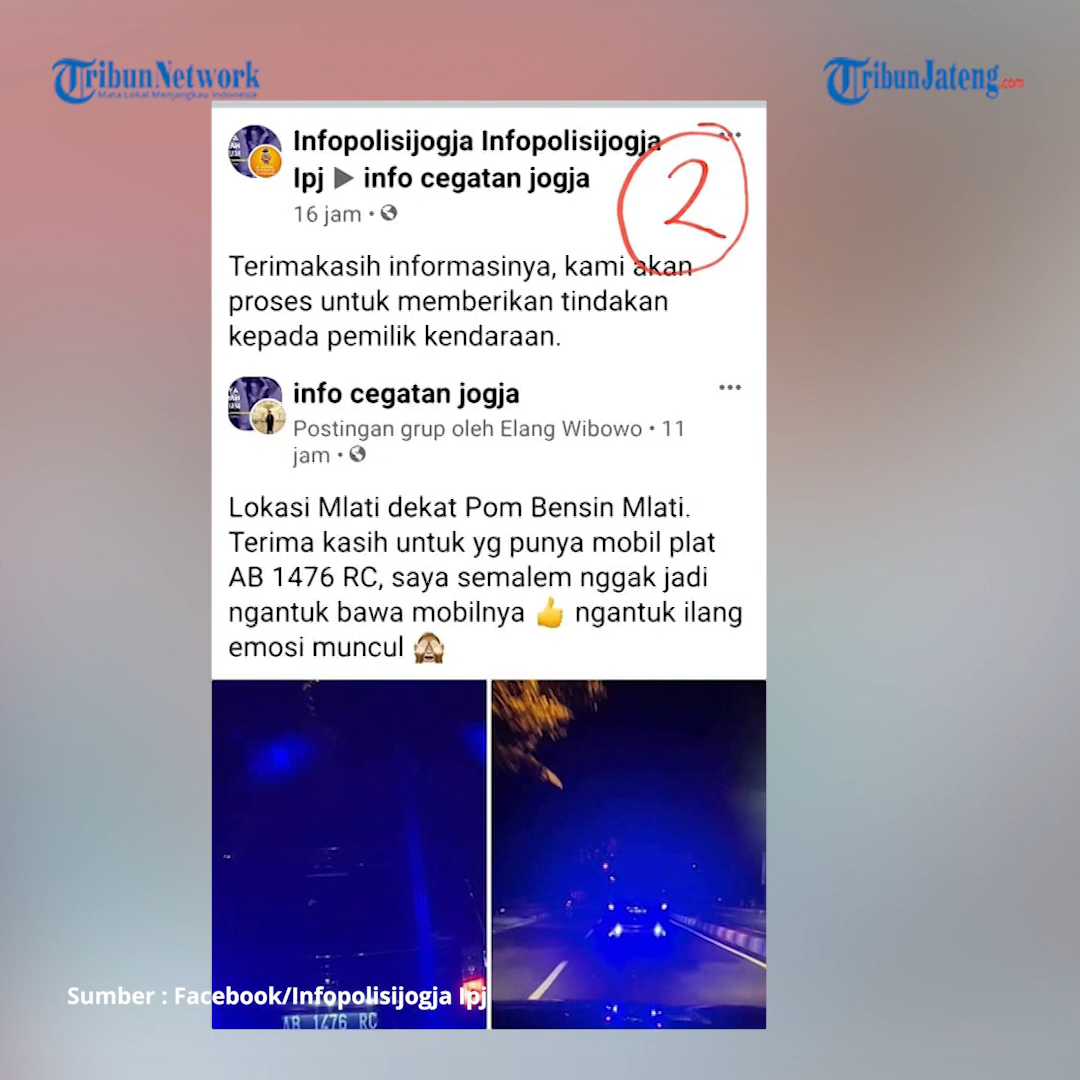 TribunNetwork
Mata Lokal Menjangkau Indonesia
TribunJateng.com
Infopolisijogja Infopolisijogja
Ipj ▶ info cegatan jogja
2
16 jam •
Terimakasih informasinya, kami akan
proses untuk memberikan tindakan
kepada pemilik kendaraan.
info cegatan jogja
Postingan grup oleh Elang Wibowo • 11
jam •
Lokasi Mlati dekat Pom Bensin Mlati.
Terima kasih untuk yg punya mobil plat
AB 1476 RC, saya semalem nggak jadi
ngantuk bawa mobilnya 👍 ngantuk ilang
emosi muncul 🙈
Sumber : Facebook/Infopolisijogja Ipj
AB 1476 RC